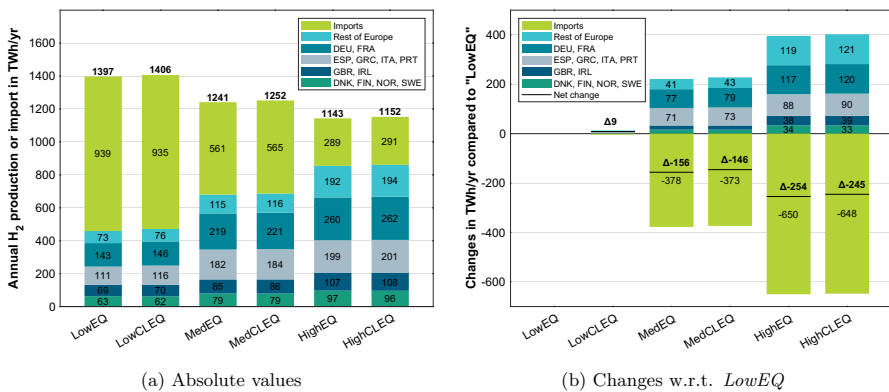 Annual H2 production or import in TWh/yr
1600
1400
1200
1000
800
600
400
200
0
Imports
Rest of Europe
DEU, FRA
ESP, GRC, ITA, PRT
GBR, IRL
DNK, FIN, NOR, SWE
1397
939
73
143
111
69
63
1406
935
76
146
116
70
62
1241
561
115
219
182
85
79
1252
565
116
221
184
86
79
1143
289
192
260
199
107
97
1152
291
194
262
201
108
96
LowEQ
LowCLEQ
MedEQ
MedCLEQ
HighEQ
HighCLEQ
(a) Absolute values
Changes in TWh/yr compared to "LowEQ"
400
200
0
-200
-400
-600
Imports
Rest of Europe
DEU, FRA
ESP, GRC, ITA, PRT
GBR, IRL
DNK, FIN, NOR, SWE
Net change
Δ9
41
77
71
Δ-156
-378
43
79
73
Δ-146
-373
119
117
88
38
34
Δ-254
-650
121
120
90
39
33
Δ-245
-648
LowEQ
LowCLEQ
MedEQ
MedCLEQ
HighEQ
HighCLEQ
(b) Changes w.r.t. LowEQ